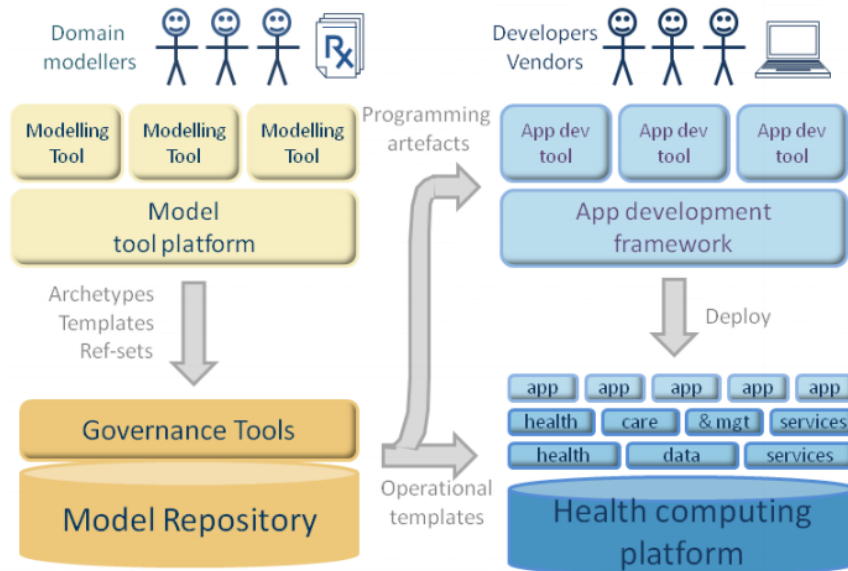 Domain
modellers
Rx
Developers
Vendors
Modelling
Tool
Modelling
Tool
Modelling
Tool
Programming
artefacts
App dev
tool
App dev
tool
App dev
tool
Model
tool platform
App development
framework
Archetypes
Templates
Ref-sets
Deploy
app app app app app
health care & mgt services
health data services
Governance Tools
Operational
templates
Model Repository
Health computing
platform